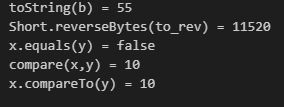 toString(b) = 55
Short.reverseBytes(to_rev) = 11520
x.equals(y) = false
compare(x,y) = 10
x.compareTo(y) = 10